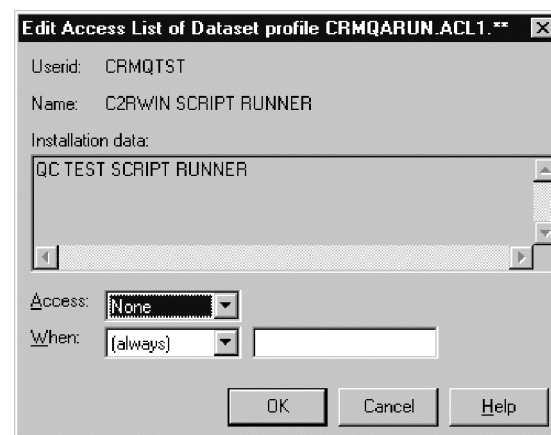 Edit Access List of Dataset profile CRMQARUN.ACL1.**
Userid: CRMQTST
Name: C2RWIN SCRIPT RUNNER
Installation data:
QC TEST SCRIPT RUNNER
Access: None
When: (always)
OK Cancel Help